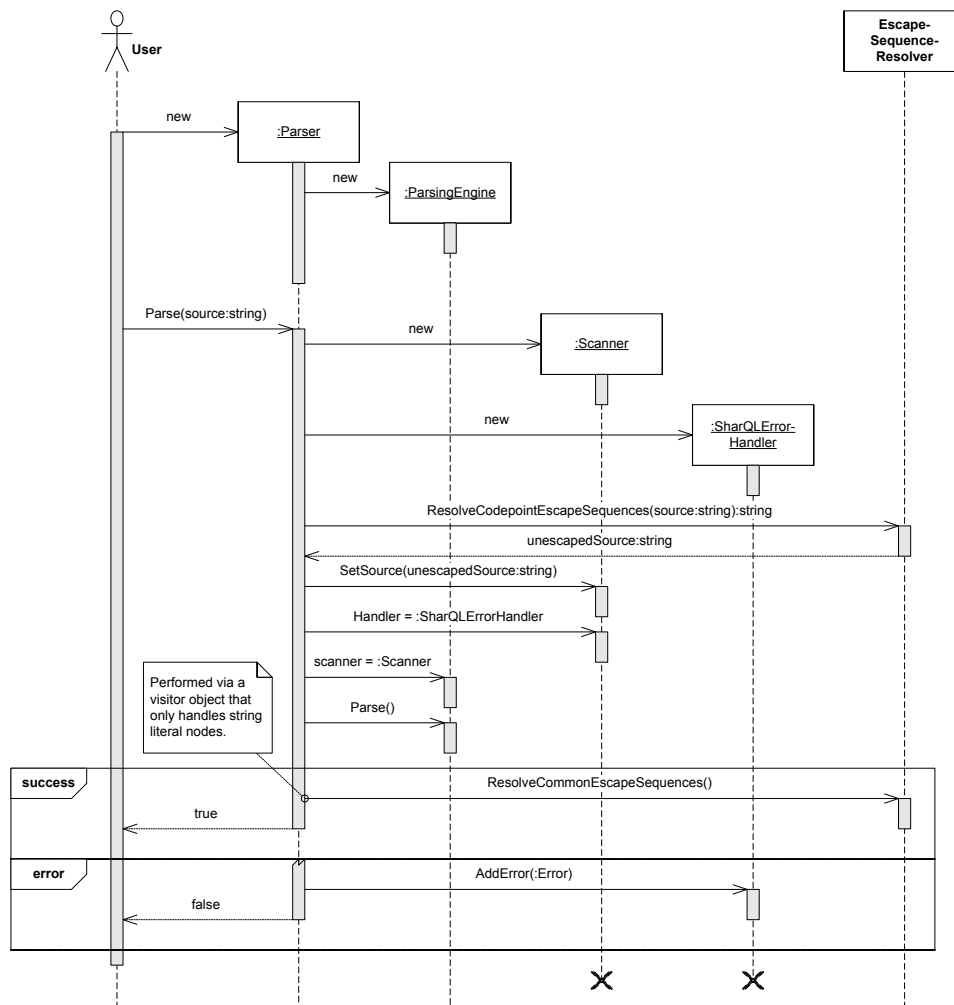 User
Escape-
Sequence-
Resolver
new
:Parser
new
:ParsingEngine
Parse(source:string)
new
:Scanner
new
:SharQLError-
Handler
ResolveCodepointEscapeSequences(source:string):string
unescapedSource:string
SetSource(unescapedSource:string)
Handler = :SharQLErrorHandler
scanner = :Scanner
Performed via a
visitor object that
only handles string
literal nodes.
Parse()
success
ResolveCommonEscapeSequences()
true
error
AddError(:Error)
false